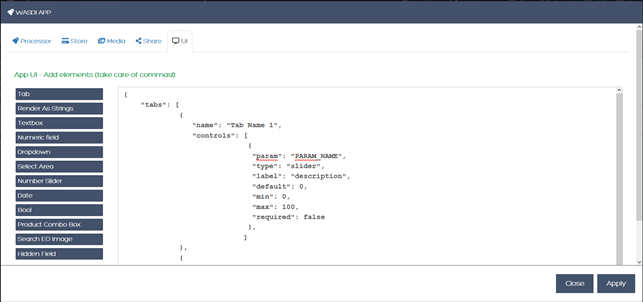 WASDI APP
Processor Store Media Share UI
App UI - Add elements (take care of commas!)
Tab
Render As Strings
Textbox
Numeric field
Dropdown
Select Area
Number Slider
Date
Bool
Product Combo Box
Search EO Image
Hidden Field
{
"tabs": [
{
"name": "Tab Name 1",
"controls": [
{
"param": "PARAM_NAME",
"type": "slider",
"label": "description",
"default": 0,
"min": 0,
"max": 100,
"required": false
},
]
},
{
Close Apply